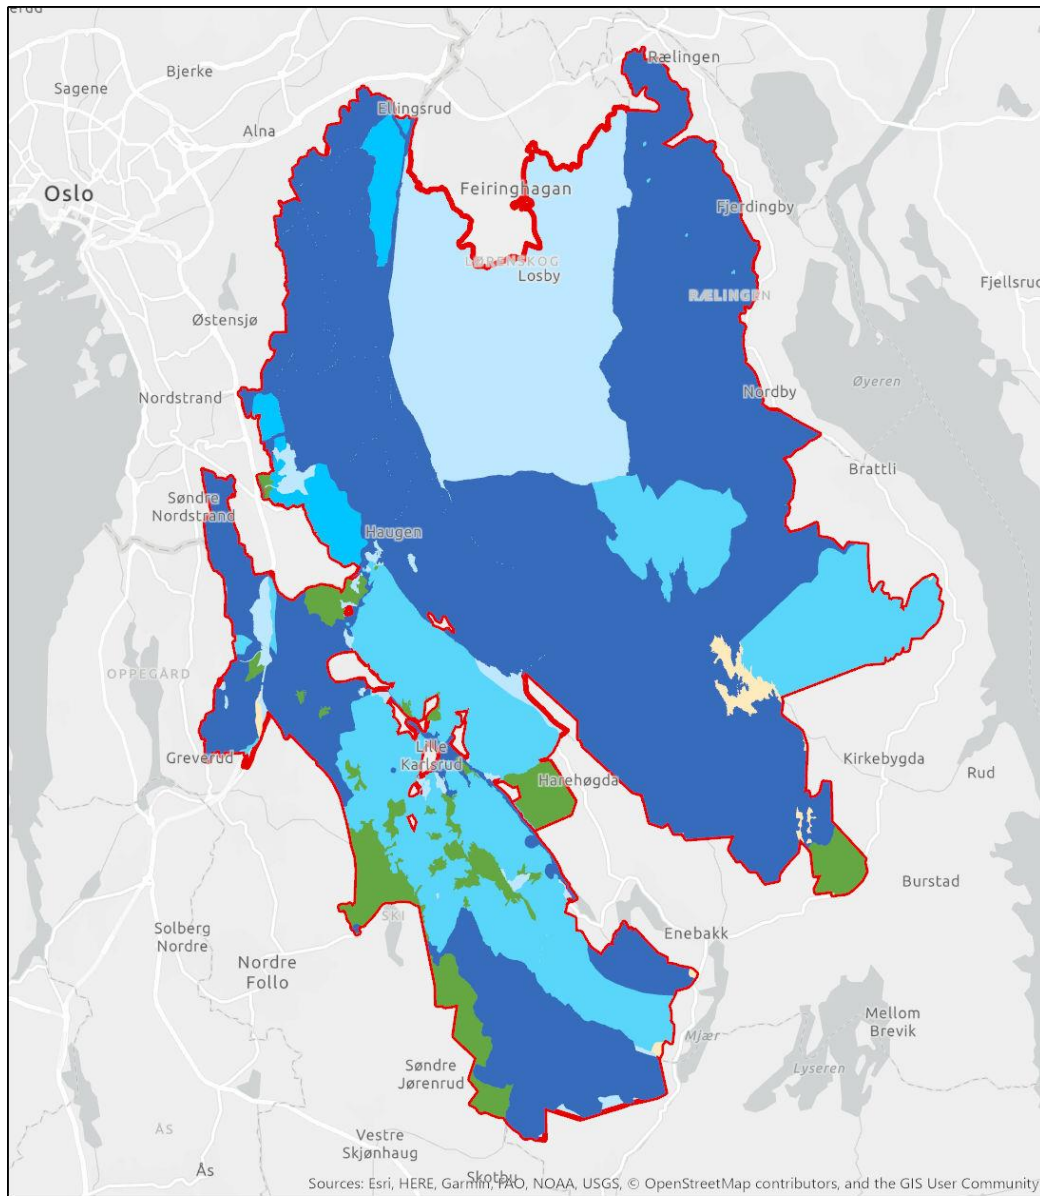 Rælingen
Bjerke
Sagene
Ellingsrud
Alna
Oslo
Feiringhagan
Fjerdingby
LØRENSKOG
Losby
Fjellsrud
RÆLINGEN
Østensjø
Øyeren
Nordstrand
Nordby
Brattli
Søndre
Nordstrand
Haugen
OPPEGÅRD
Greverud
Lille
Karlsrud
Kirkebygda
Harehøgda
Rud
Burstad
SKI
Solberg
Nordre
Enebakk
Nordre
Follo
Mellom
Brevik
Mjær
Søndre
Jørenrud
Lyseren
ÅS
Vestre
Skjønhaug
Ås
Skotbu
Sources: Esri, HERE, Garmin, FAO, NOAA, USGS, © OpenStreetMap contributors, and the GIS User Community